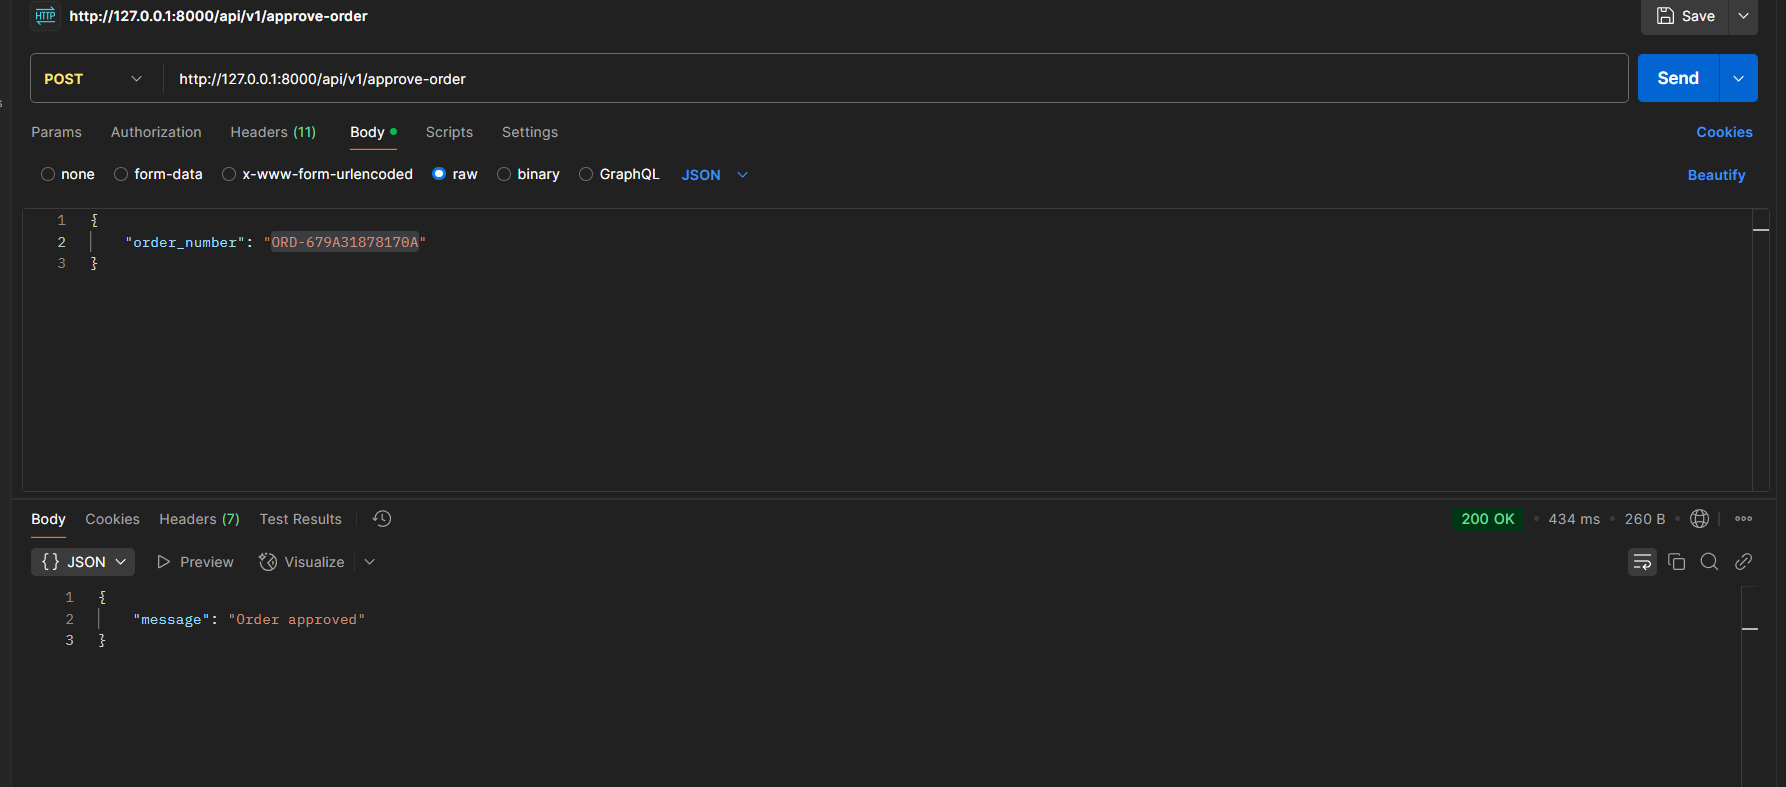 HTTP http://127.0.0.1:8000/api/v1/approve-order Save
POST http://127.0.0.1:8000/api/v1/approve-order Send
Params Authorization Headers (11) Body Scripts Settings Cookies
none form-data x-www-form-urlencoded raw binary GraphQL JSON Beautify
1 {
2 "order_number": "ORD-679A31878170A"
3 }
Body Cookies Headers (7) Test Results 200 OK • 434 ms • 260 B •
{} JSON Preview Visualize
1 {
2 "message": "Order approved"
3 }